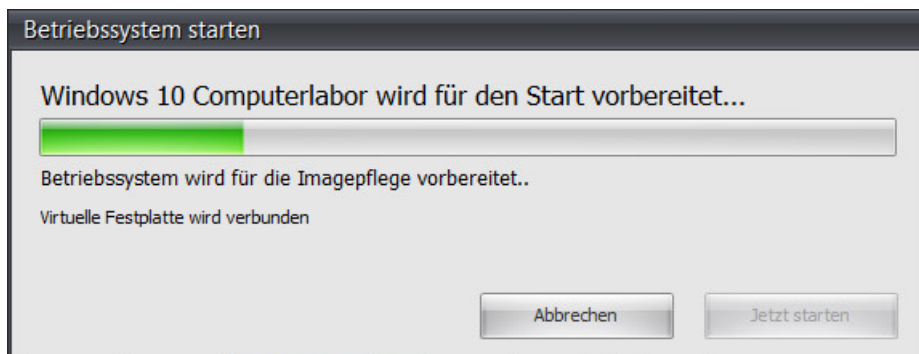 Betriebssystem starten
Windows 10 Computerlabor wird für den Start vorbereitet...
Betriebssystem wird für die Imagepflege vorbereitet..
Virtuelle Festplatte wird verbunden
Abbrechen
Jetzt starten